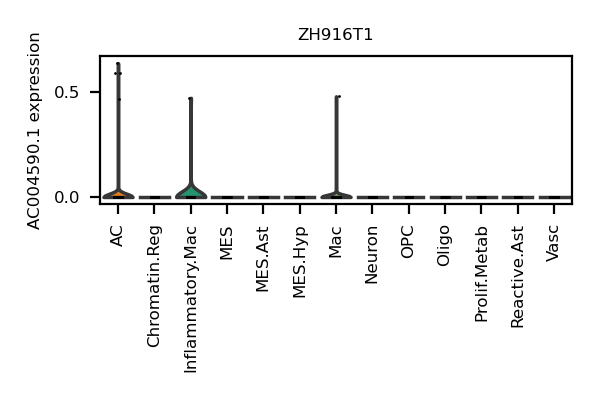 ZH916T1
AC004590.1 expression
0.5
0.0
AC
Chromatin.Reg
Inflammatory.Mac
MES
MES.Ast
MES.Hyp
Mac
Neuron
OPC
Oligo
Prolif.Metab
Reactive.Ast
Vasc